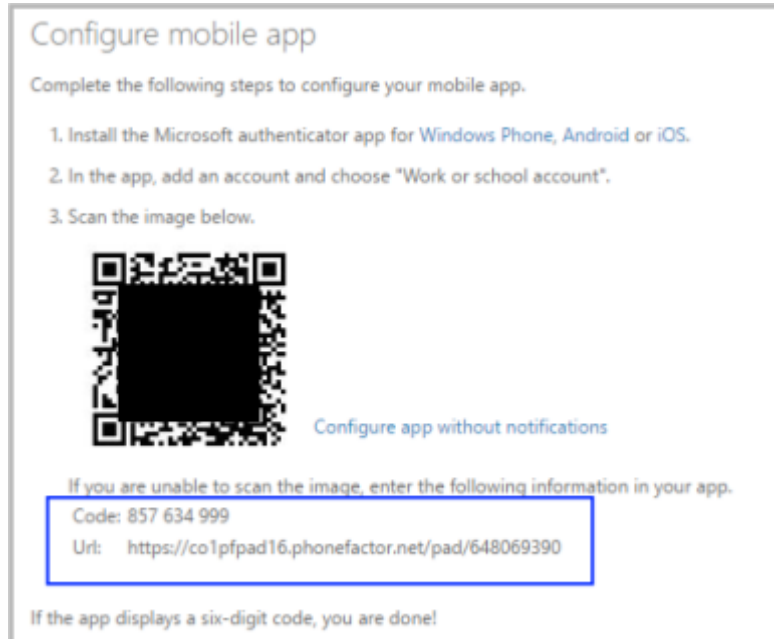 Configure mobile app
Complete the following steps to configure your mobile app.
1. Install the Microsoft authenticator app for Windows Phone, Android or iOS.
2. In the app, add an account and choose "Work or school account".
3. Scan the image below.
Configure app without notifications
If you are unable to scan the image, enter the following information in your app.
Code: 857 634 999
Url: https://co1pfpad16.phonefactor.net/pad/648069390
If the app displays a six-digit code, you are done!